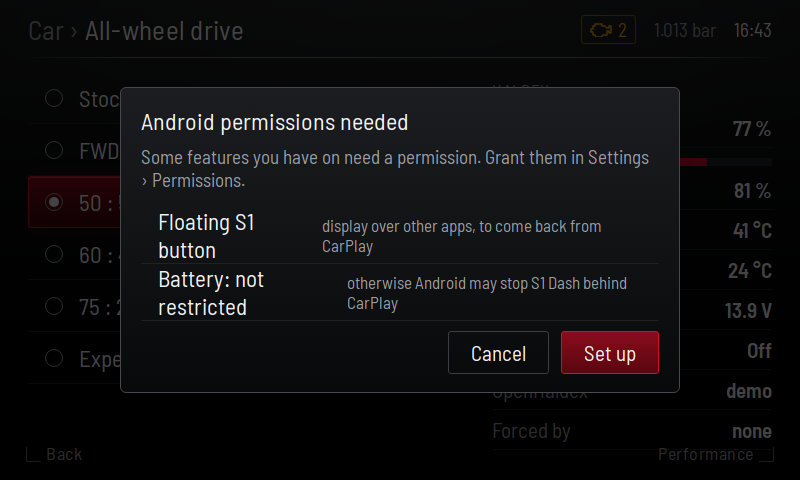 Car › All-wheel drive
2
1.013 bar
16:43
Stoc
77 %
FWD
50 :
81 %
41 °C
60 :
24 °C
75 : 2
13.9 V
Expe
Off
demo
Forced by
none
Back
Performance
Android permissions needed
Some features you have on need a permission. Grant them in Settings
› Permissions.
Floating S1
button
display over other apps, to come back from
CarPlay
Battery: not
restricted
otherwise Android may stop S1 Dash behind
CarPlay
Cancel
Set up